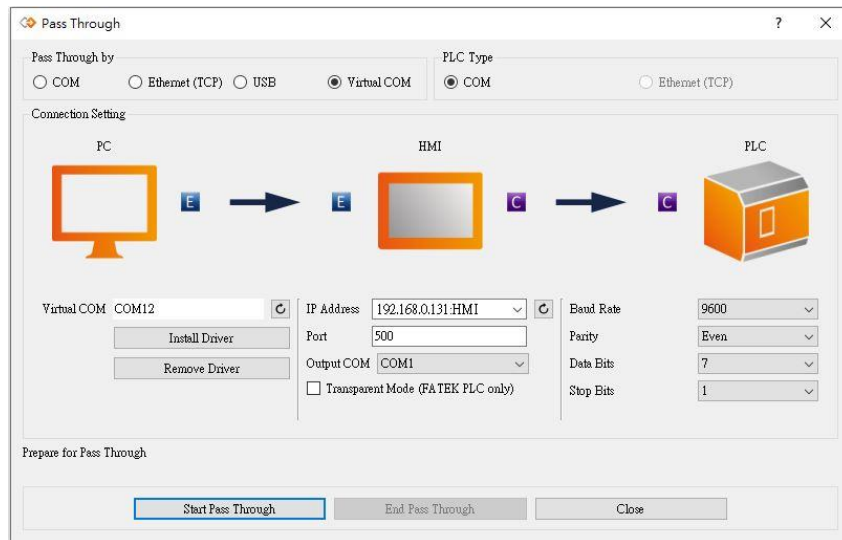 Pass Through
?
Pass Through by
COM Ethernet (TCP) USB Virtual COM
PLC Type
COM Ethernet (TCP)
Connection Setting
PC HMI PLC
E E C C
Virtual COM COM12
Install Driver
Remove Driver
IP Address 192.168.0.131:HMI
Port 500
Output COM COM1
Transparent Mode (FATEK PLC only)
Baud Rate 9600
Parity Even
Data Bits 7
Stop Bits 1
Prepare for Pass Through
Start Pass Through End Pass Through Close